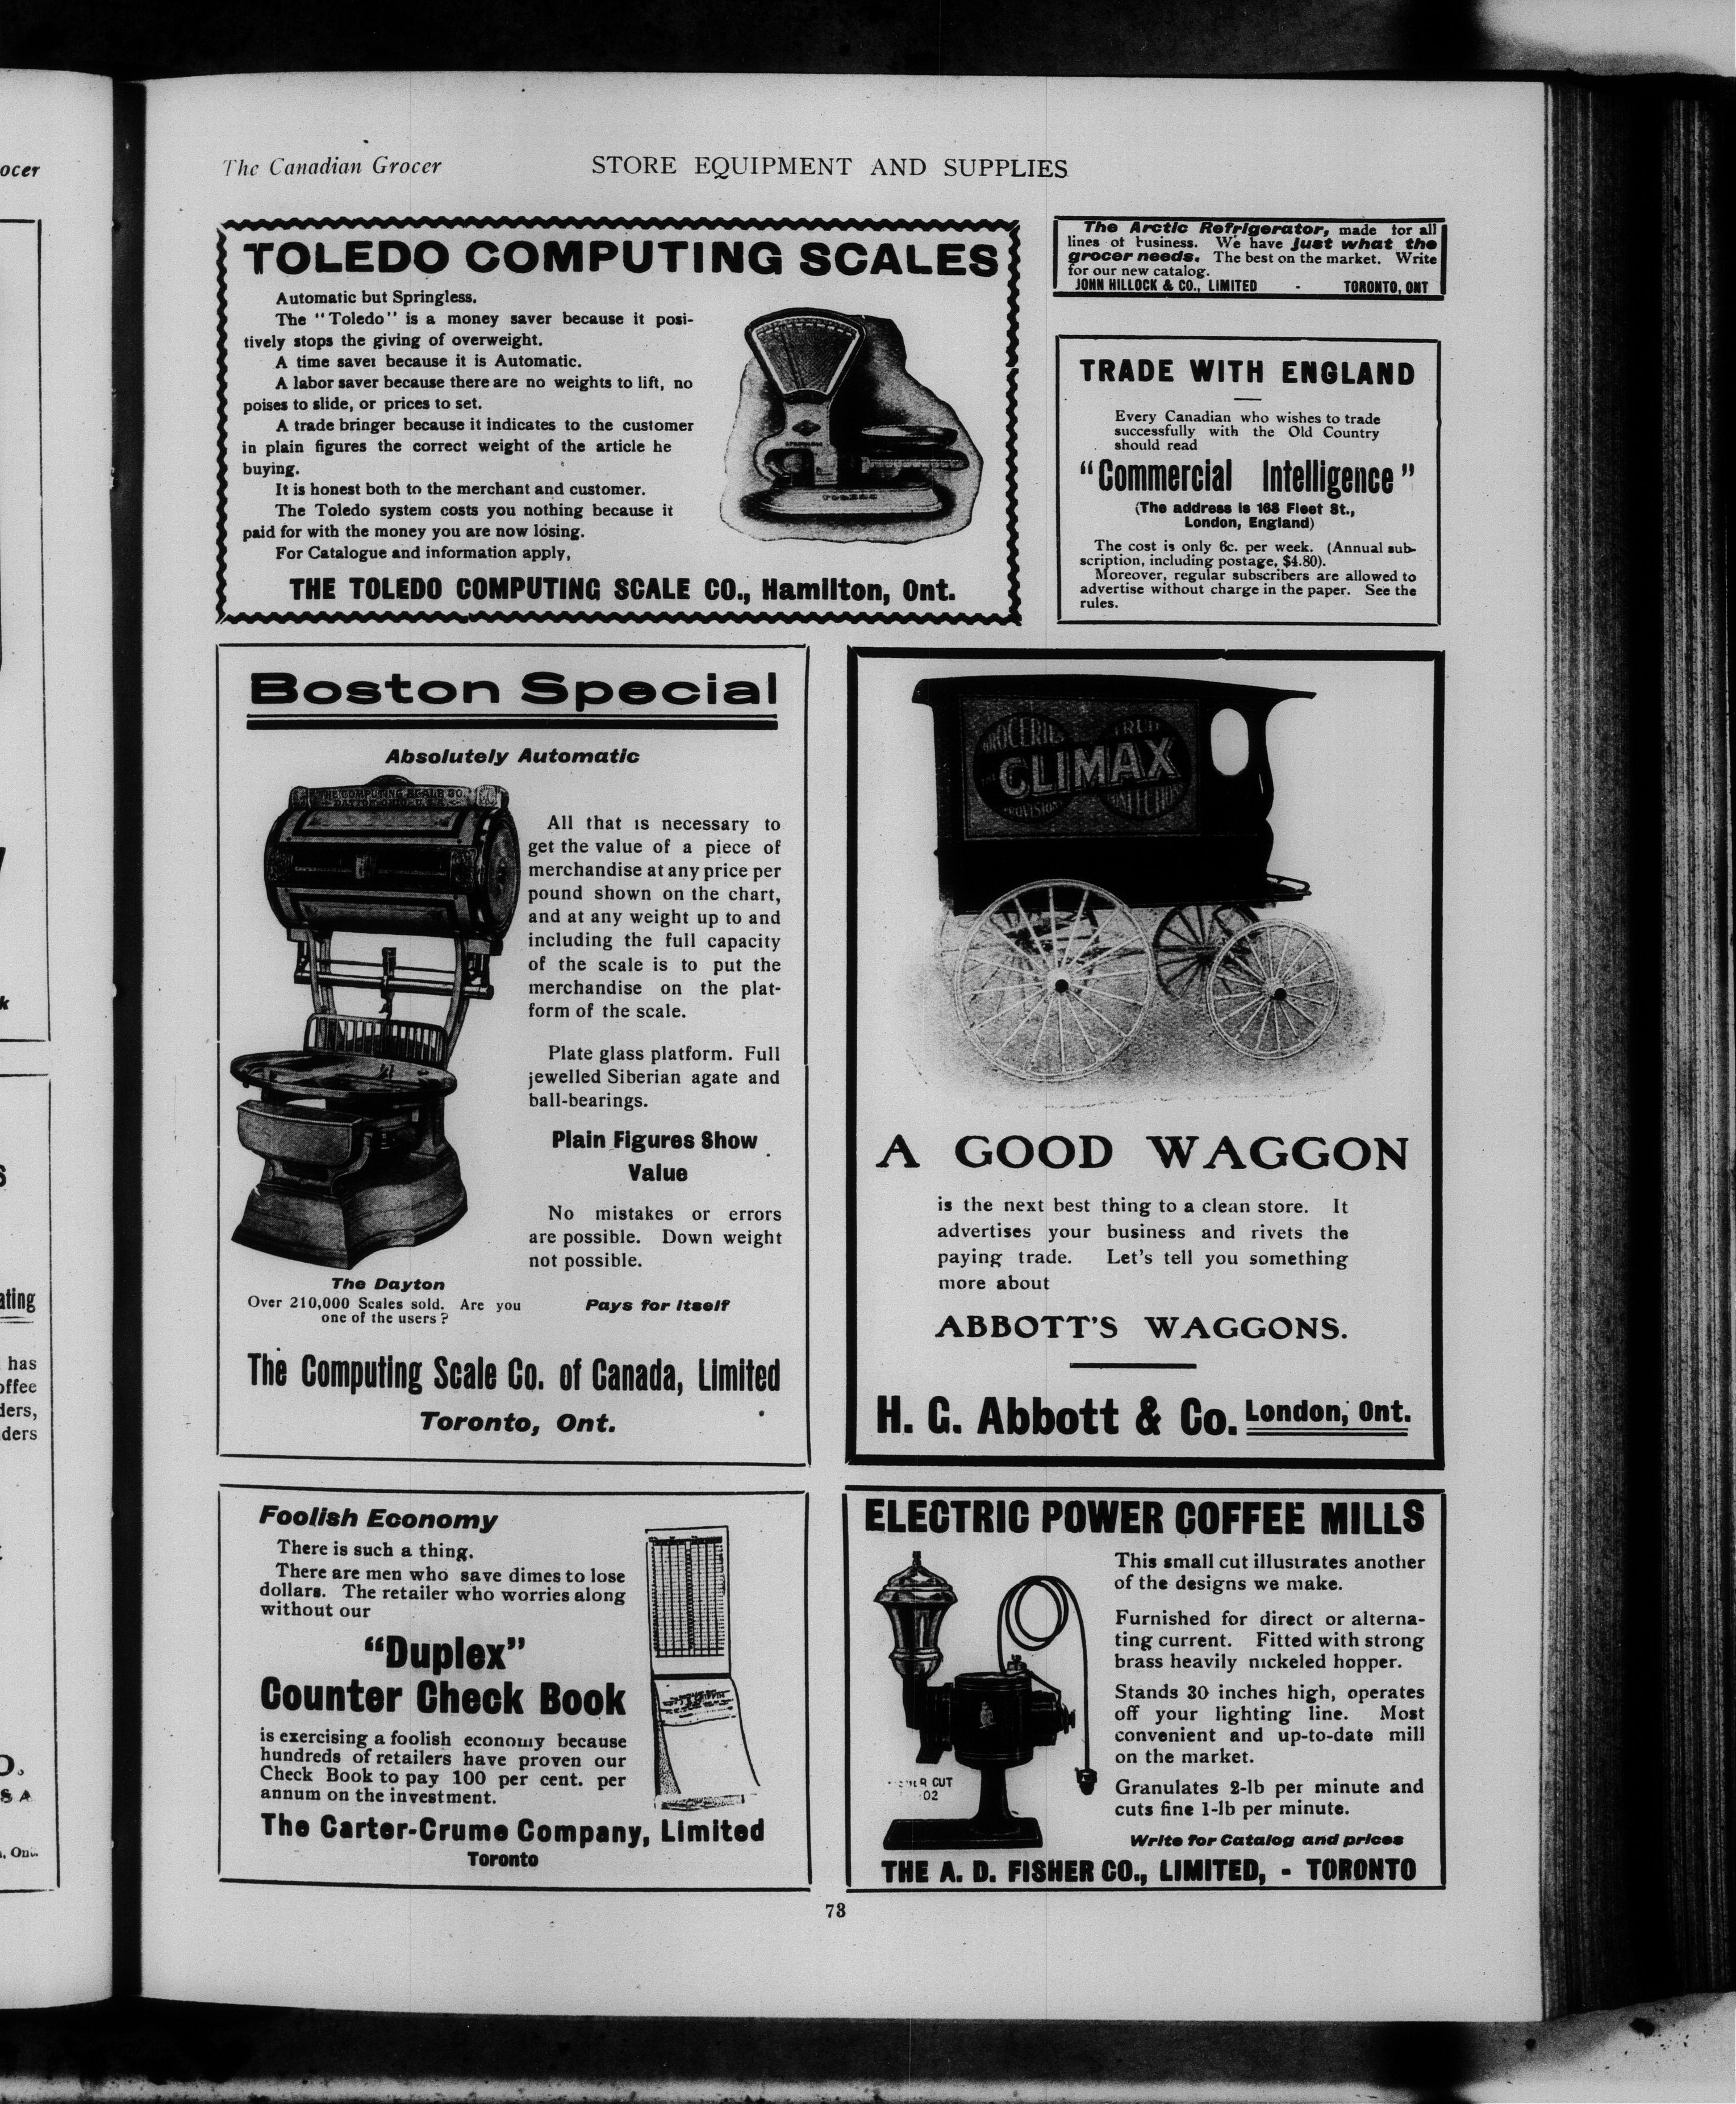 The Canadian Grocer
STORE EQUIPMENT AND SUPPLIES
TOLEDO COMPUTING SCALES
Automatic but Springless.
The "Toledo" is a money saver because it posi-
tively stops the giving of overweight.
A time saver because it is Automatic.
A labor saver because there are no weights to lift, no
poises to slide, or prices to set.
A trade bringer because it indicates to the customer
in plain figures the correct weight of the article he
buying.
It is honest both to the merchant and customer.
The Toledo system costs you nothing because it
paid for with the money you are now losing.
For Catalogue and information apply,
THE TOLEDO COMPUTING SCALE CO., Hamilton, Ont.
The Arctic Refrigerator, made for all
lines of business. We have just what the
grocer needs. The best on the market. Write
for our new catalog.
JOHN HILLOCK & CO., LIMITED - TORONTO, ONT
TRADE WITH ENGLAND
Every Canadian who wishes to trade
successfully with the Old Country
should read
"Commercial Intelligence"
(The address is 168 Fleet St.,
London, England)
The cost is only 6c. per week. (Annual sub-
scription, including postage, $4.80).
Moreover, regular subscribers are allowed to
advertise without charge in the paper. See the
rules.
Boston Special
Absolutely Automatic
THE COMPUTING SCALE CO.
DAYTON OHIO, U.S.A.
All that is necessary to
get the value of a piece of
merchandise at any price per
pound shown on the chart,
and at any weight up to and
including the full capacity
of the scale is to put the
merchandise on the plat-
form of the scale.
Plate glass platform. Full
jewelled Siberian agate and
ball-bearings.
Plain Figures Show
Value
No mistakes or errors
are possible. Down weight
not possible.
The Dayton
Over 210,000 Scales sold. Are you
one of the users?
Pays for Itself
The Computing Scale Co. of Canada, Limited
Toronto, Ont.
GROCERIES FRUIT
CLIMAX
PROVISIONS CONFECTIONS
A GOOD WAGGON
is the next best thing to a clean store. It
advertises your business and rivets the
paying trade. Let's tell you something
more about
ABBOTT'S WAGGONS.
H. G. Abbott & Co. London, Ont.
Foolish Economy
There is such a thing.
There are men who save dimes to lose
dollars. The retailer who worries along
without our
"Duplex"
Counter Check Book
is exercising a foolish economy because
hundreds of retailers have proven our
Check Book to pay 100 per cent. per
annum on the investment.
The Carter-Crume Company, Limited
Toronto
ELECTRIC POWER COFFEE MILLS
This small cut illustrates another
of the designs we make.
Furnished for direct or alterna-
ting current. Fitted with strong
brass heavily nickeled hopper.
Stands 30 inches high, operates
off your lighting line. Most
convenient and up-to-date mill
on the market.
Granulates 2-lb per minute and
cuts fine 1-lb per minute.
CUT
02
Write for Catalog and prices
THE A. D. FISHER CO., LIMITED, - TORONTO
73